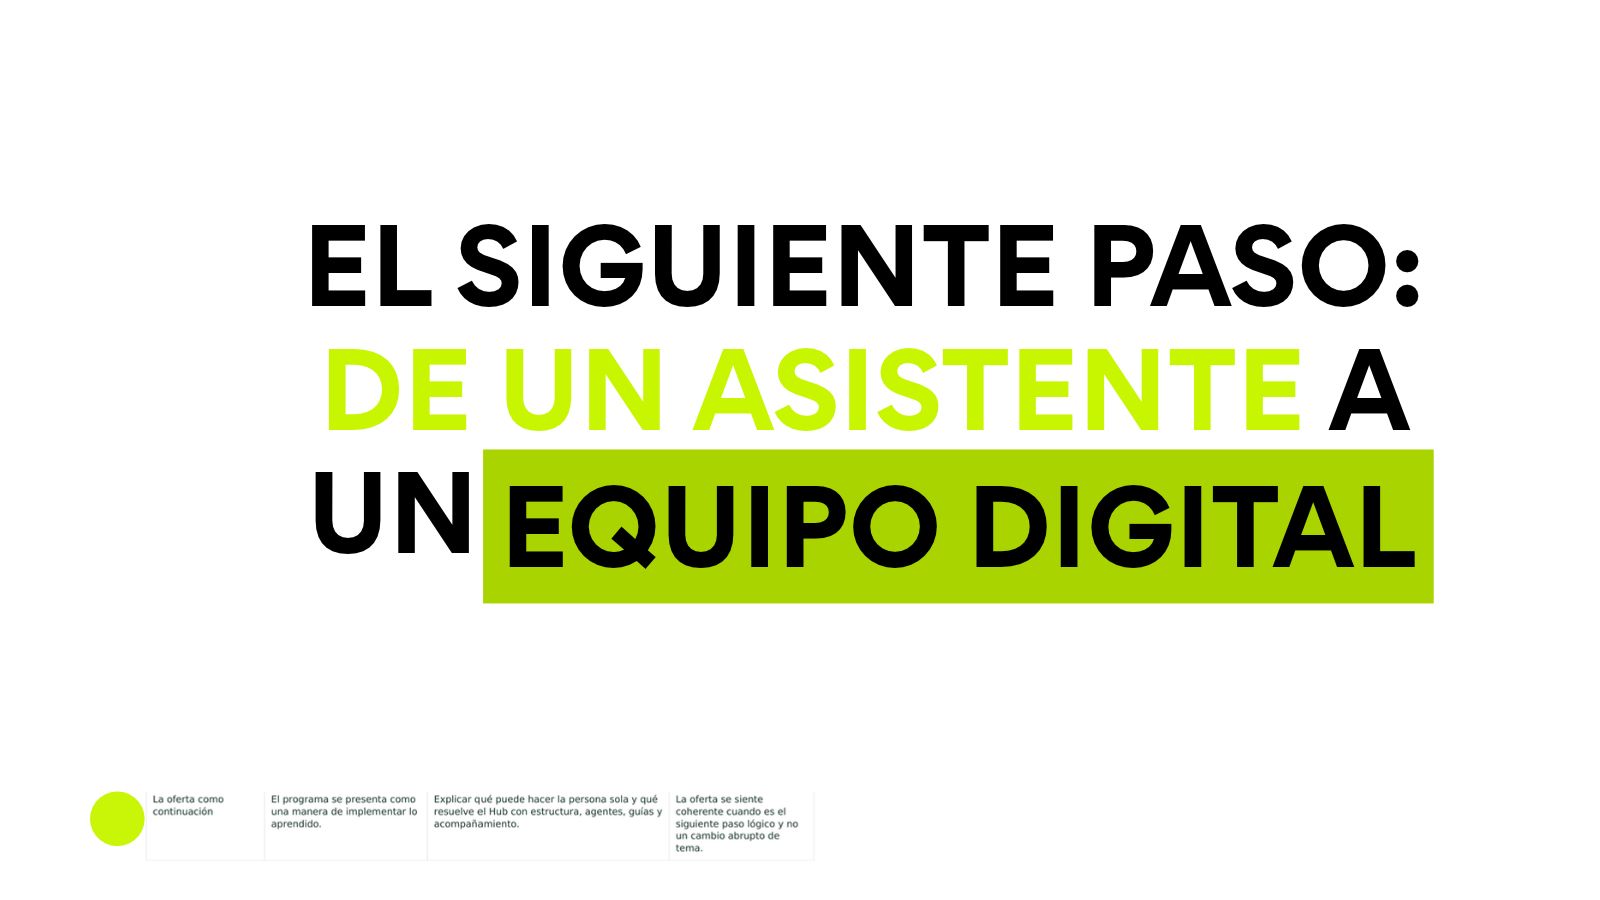 EL SIGUIENTE PASO:
DE UN ASISTENTE A
UN EQUIPO DIGITAL
La oferta como
continuación
El programa se presenta como
una manera de implementar lo
aprendido.
Explicar qué puede hacer la persona sola y qué
resuelve el Hub con estructura, agentes, guías y
acompañamiento.
La oferta se siente
coherente cuando es el
siguiente paso lógico y no
un cambio abrupto de
tema.